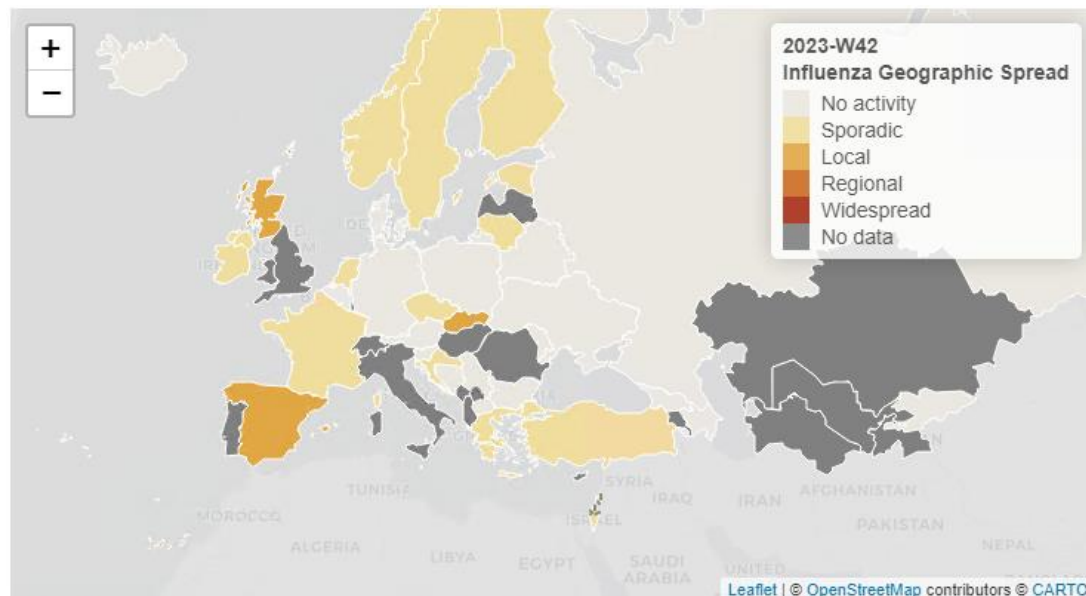 +
−
2023-W42
Influenza Geographic Spread
No activity
Sporadic
Local
Regional
Widespread
No data
TUNISIA
SYRIA
IRAQ
IRAN
AFGHANISTAN
MOROCCO
ISRAEL
PAKISTAN
ALGERIA
LIBYA
EGYPT
SAUDI
ARABIA
NEPAL
UNITED
Leaflet | © OpenStreetMap contributors © CARTO